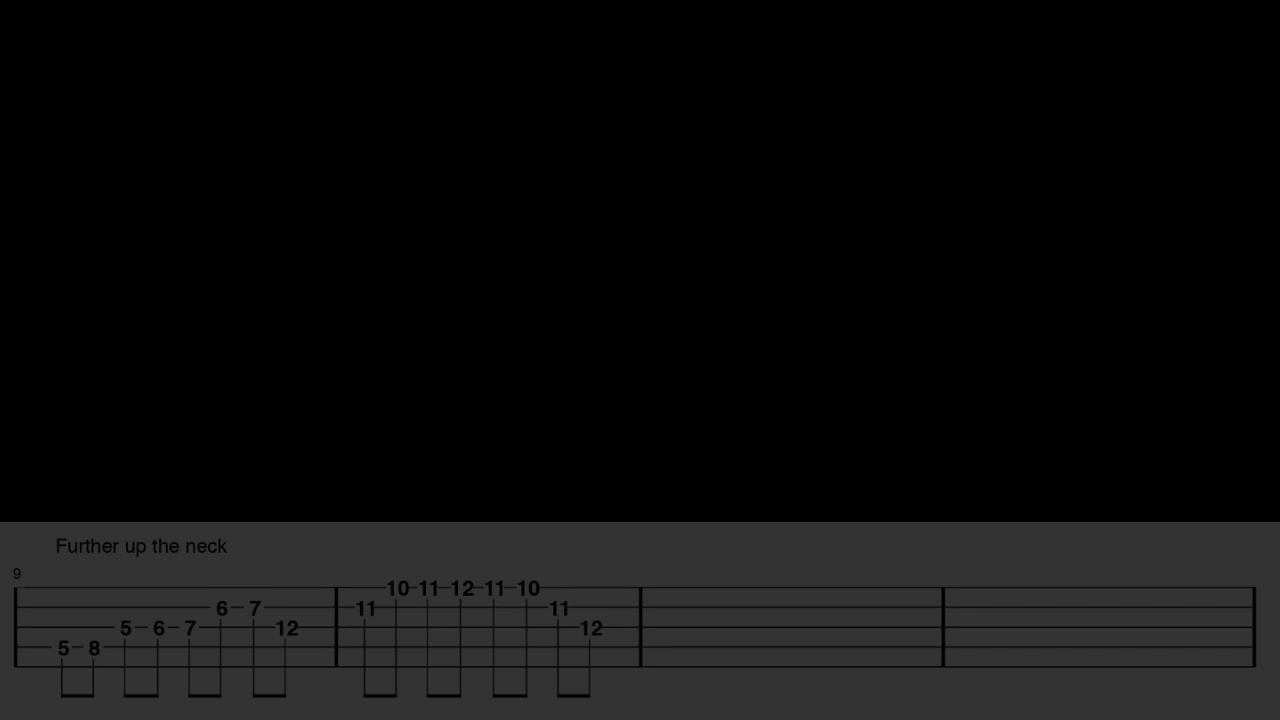 Further up the neck
9
10 11 12 11 10
6 7 11 11
5 6 7 12 12
5 8